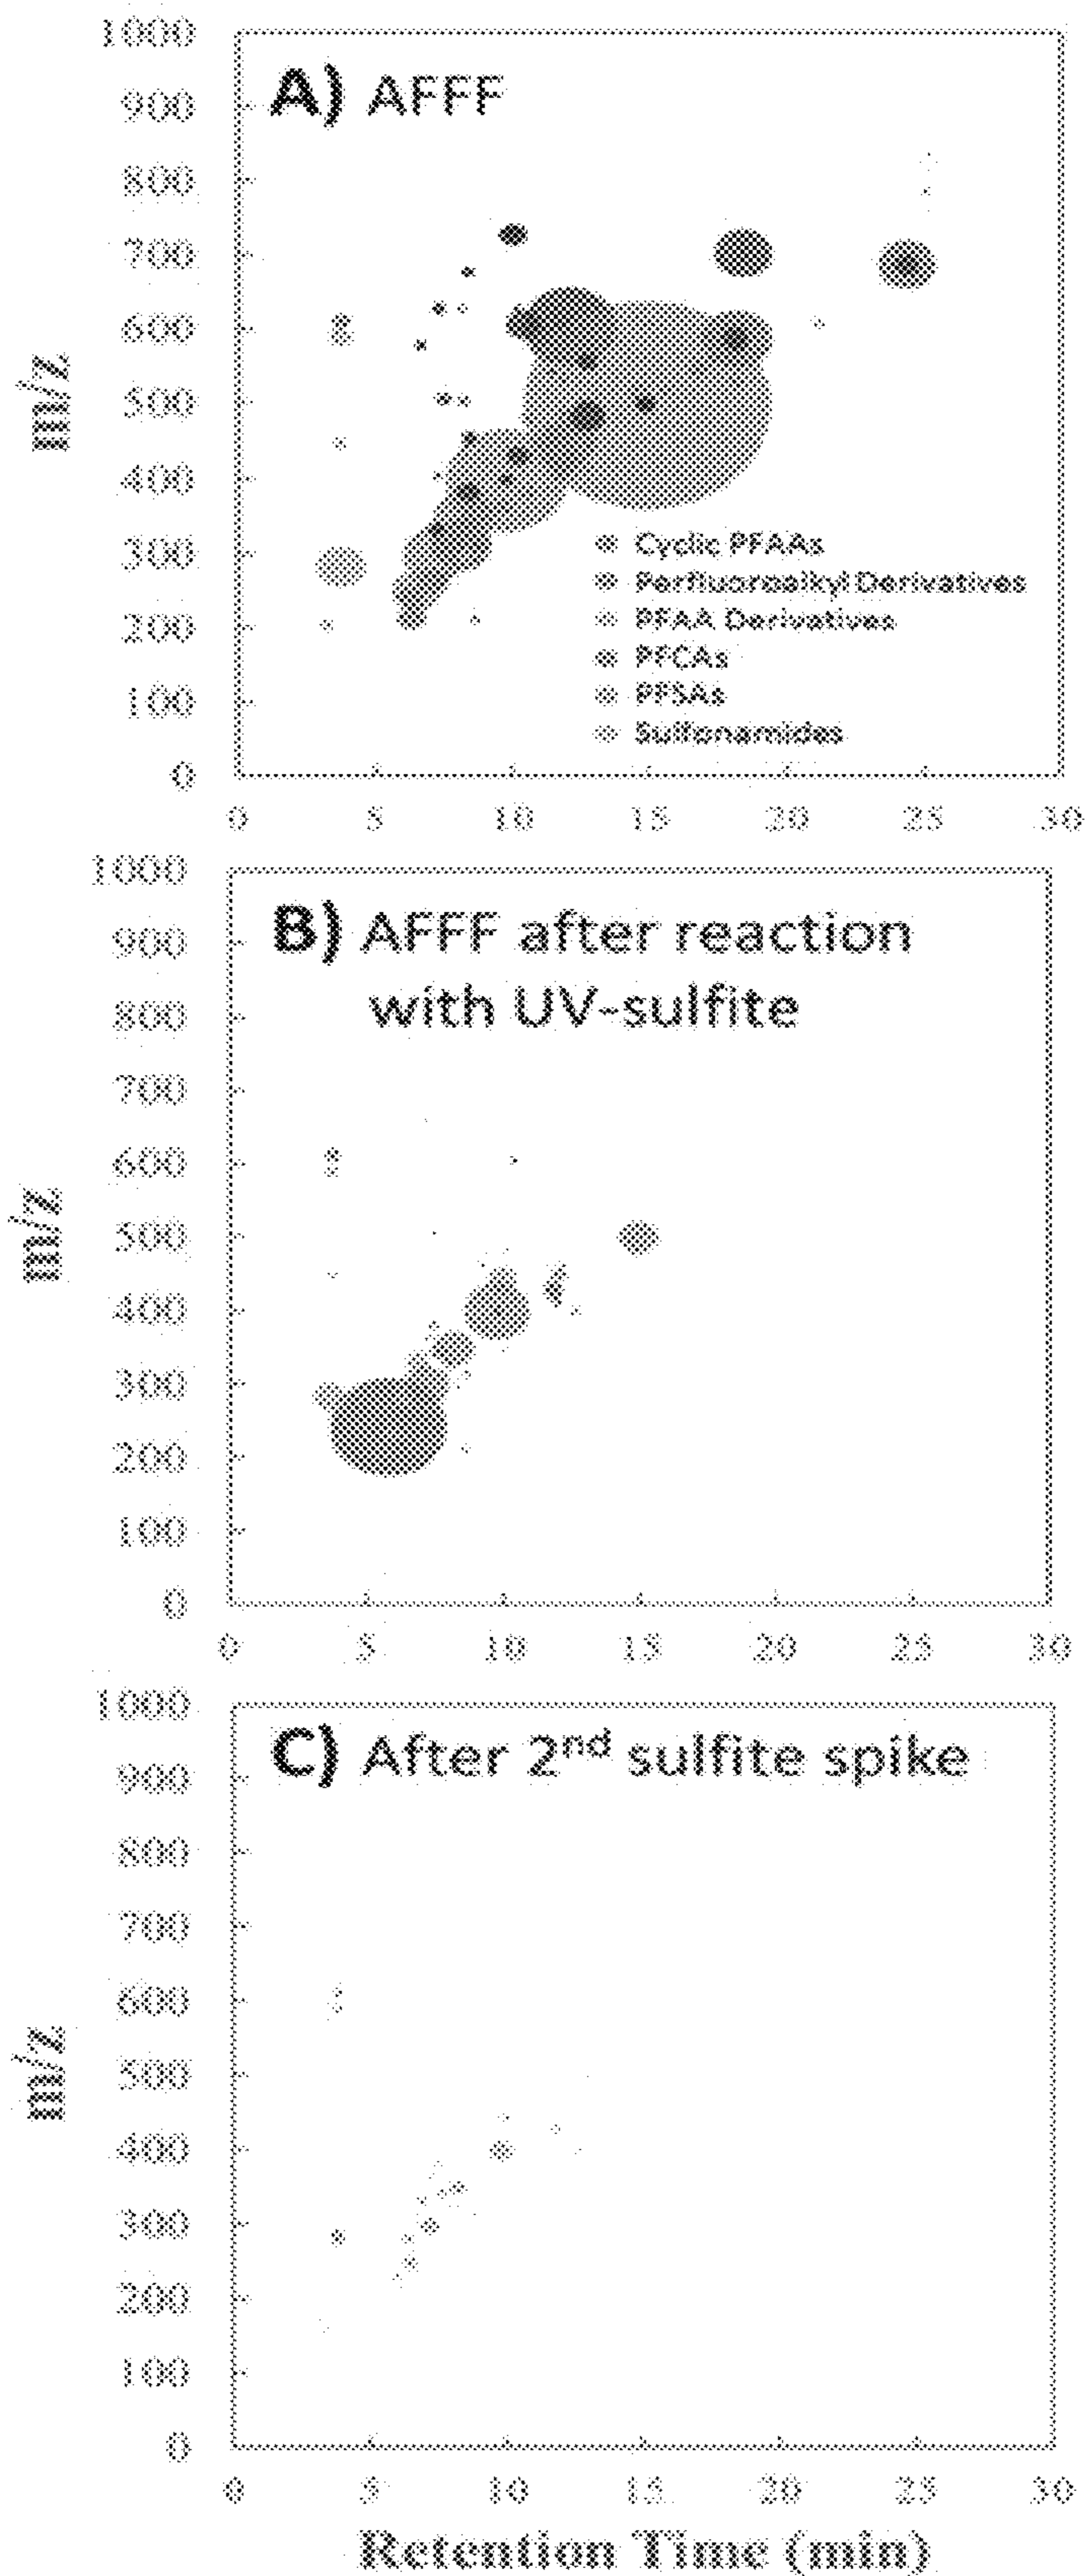 1000
A) AFFF
900
800
700
600
500
400
300
200
100
0
m/z
Cyclic PFAAs
Perfluoroalkyl Derivatives
PFAA Derivatives
PFCAs
PFSAs
Sulfonamides
0 5 10 15 20 25 30
1000
B) AFFF after reaction
with UV-sulfite
900
800
700
600
500
400
300
200
100
0
m/z
0 5 10 15 20 25 30
1000
C) After 2nd sulfite spike
900
800
700
600
500
400
300
200
100
0
m/z
0 5 10 15 20 25 30
Retention Time (min)